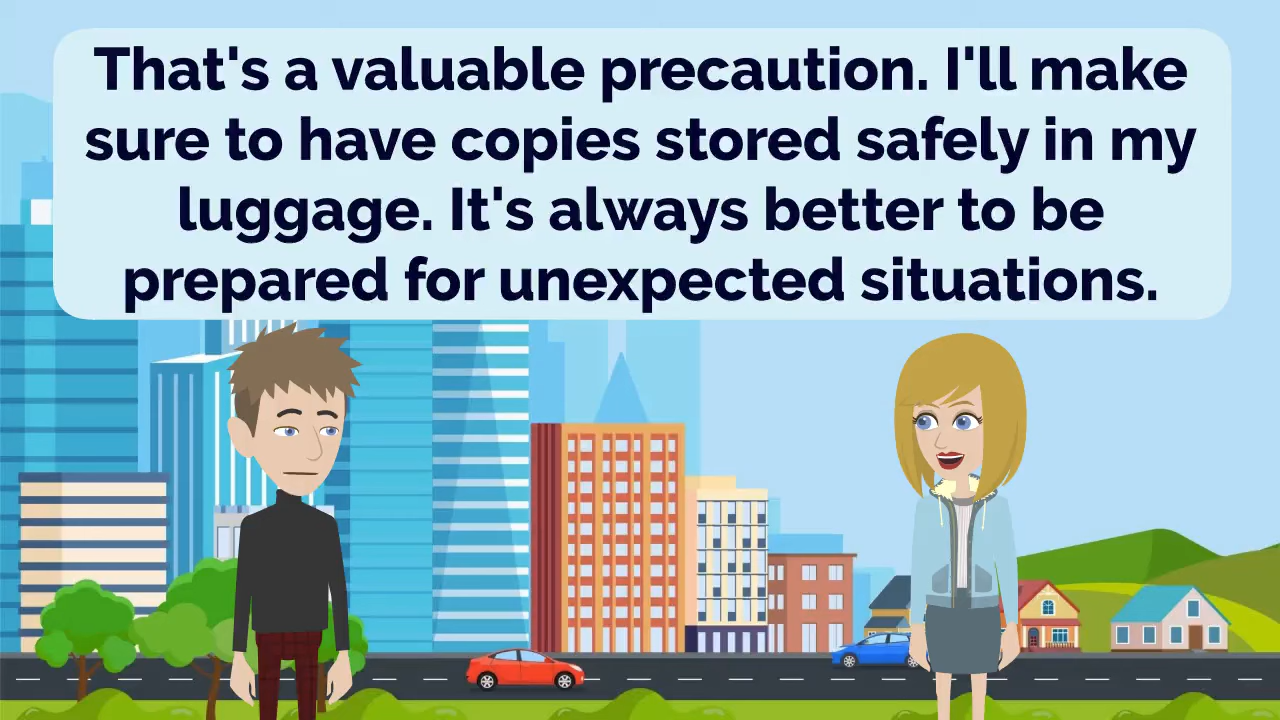 That's a valuable precaution. I'll make
sure to have copies stored safely in my
luggage. It's always better to be
prepared for unexpected situations.